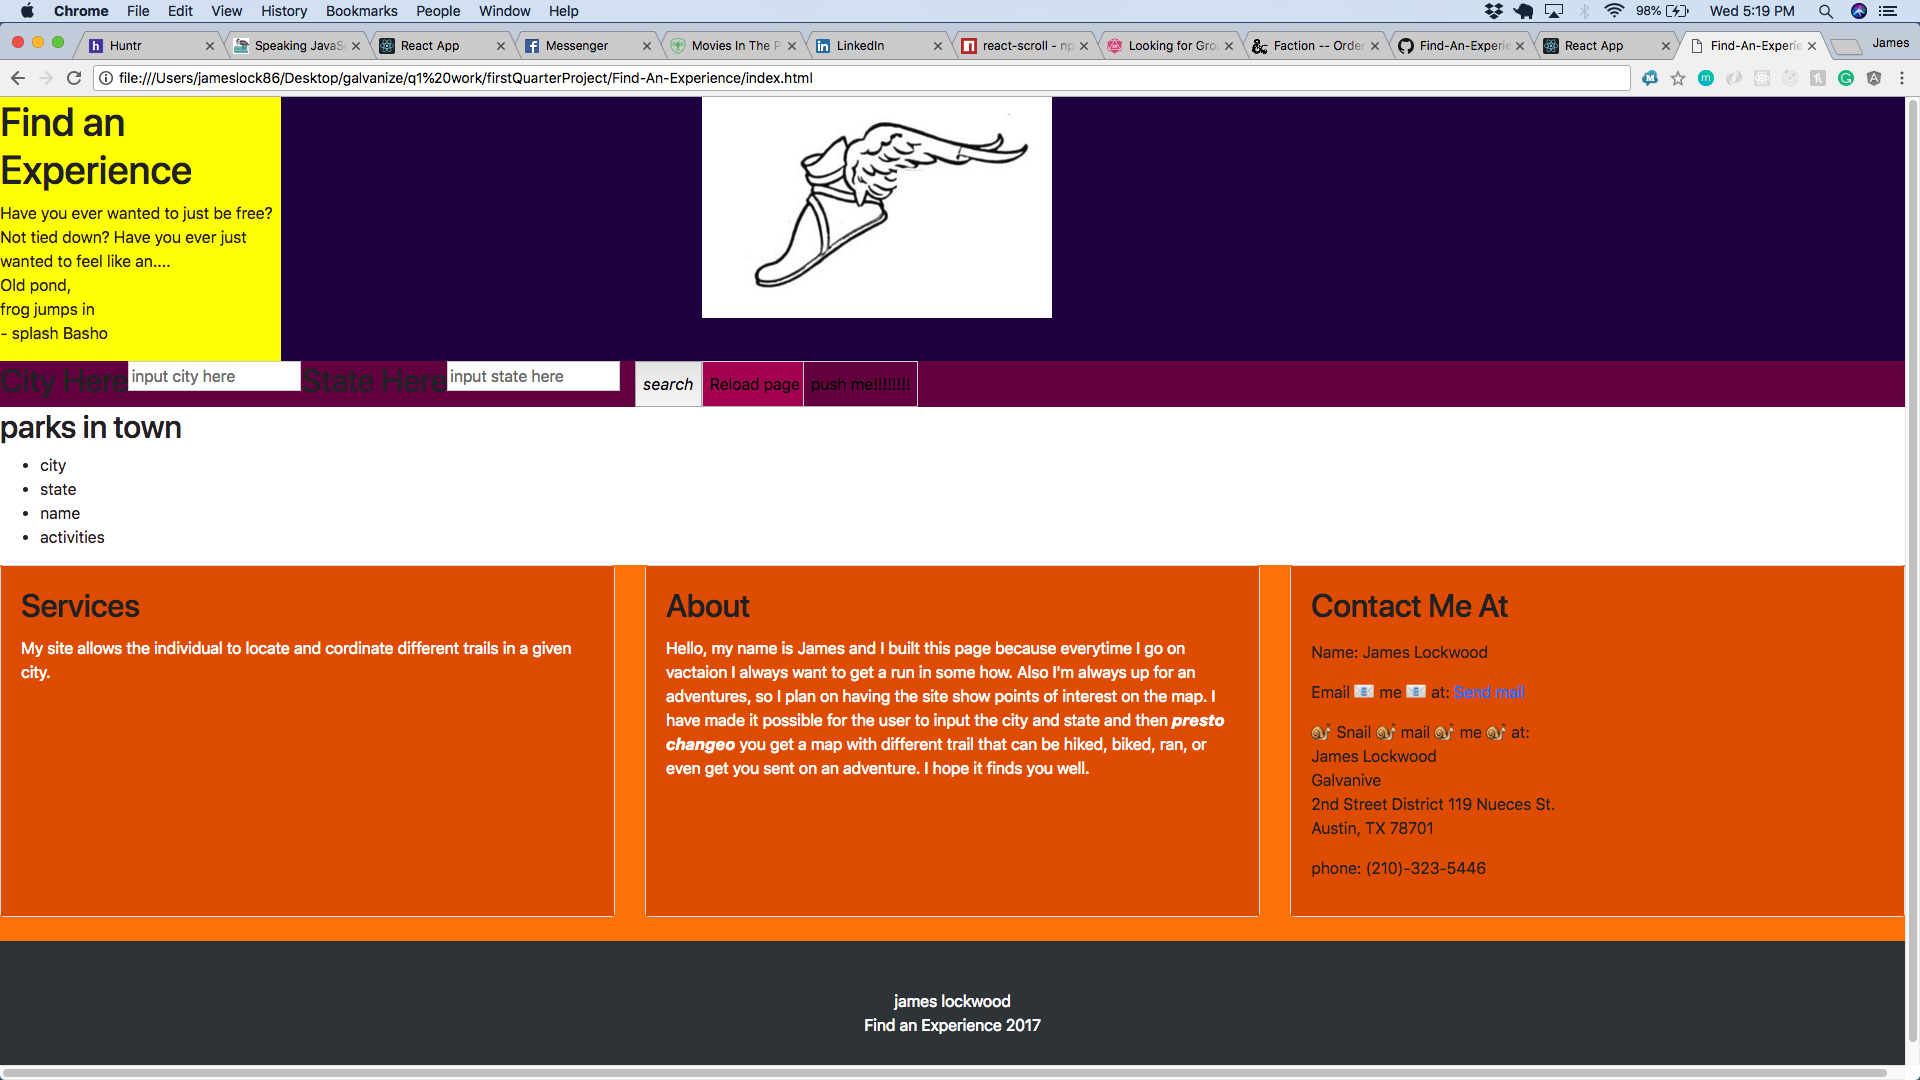 Chrome File Edit View History Bookmarks People Window Help 98% Wed 5:19 PM
Huntr Speaking JavaSc React App Messenger Movies In The P LinkedIn react-scroll - np Looking for Gro Faction -- Order Find-An-Experie React App Find-An-Experie James
file:///Users/jameslock86/Desktop/galvanize/q1%20work/firstQuarterProject/Find-An-Experience/index.html
Find an
Experience
Have you ever wanted to just be free?
Not tied down? Have you ever just
wanted to feel like an....
Old pond,
frog jumps in
- splash Basho
City Here input city here State Here input state here search Reload page push me!!!!!!!!
parks in town
• city
• state
• name
• activities
Services
My site allows the individual to locate and cordinate different trails in a given
city.
About
Hello, my name is James and I built this page because everytime I go on
vactaion I always want to get a run in some how. Also I'm always up for an
adventures, so I plan on having the site show points of interest on the map. I
have made it possible for the user to input the city and state and then presto
changeo you get a map with different trail that can be hiked, biked, ran, or
even get you sent on an adventure. I hope it finds you well.
Contact Me At
Name: James Lockwood
Email 📧 me 📧 at: Send mail
🐌 Snail 🐌 mail 🐌 me 🐌 at:
James Lockwood
Galvanive
2nd Street District 119 Nueces St.
Austin, TX 78701
phone: (210)-323-5446
james lockwood
Find an Experience 2017